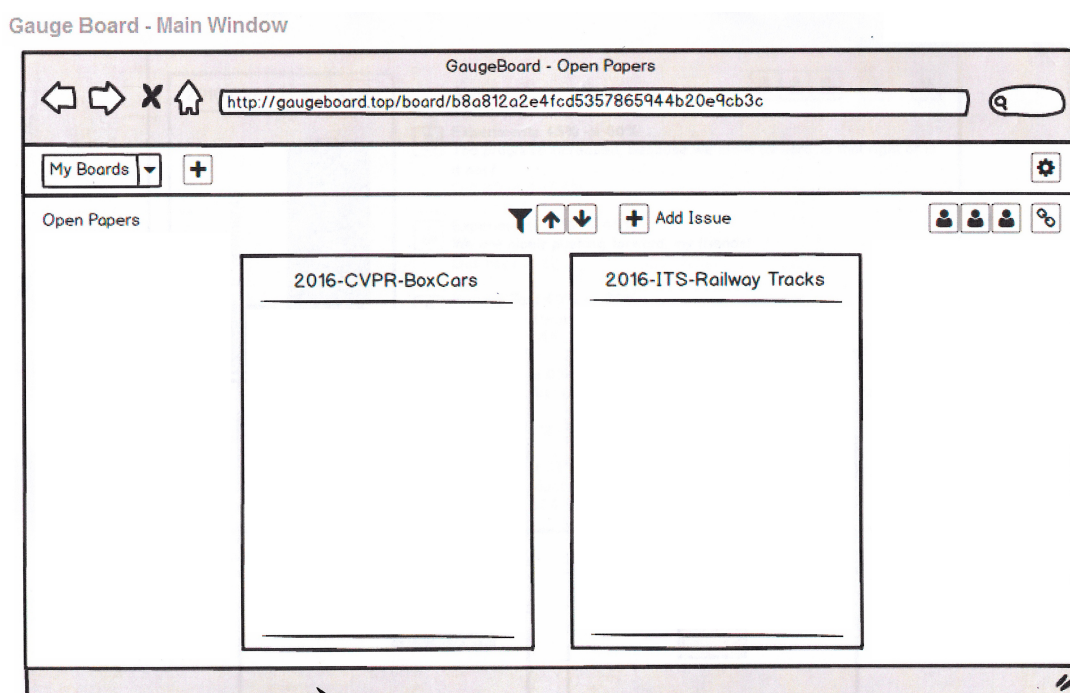 Gauge Board - Main Window
GaugeBoard - Open Papers
http://gaugeboard.top/board/b8a812a2e4fcd5357865944b20e9cb3c
My Boards
Open Papers
Add Issue
2016-CVPR-BoxCars
2016-ITS-Railway Tracks